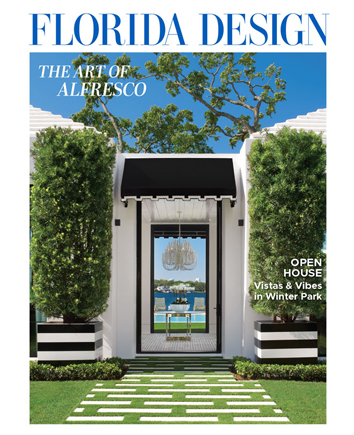 FLORIDA DESIGN
THE ART OF
ALFRESCO
OPEN
HOUSE
Vistas & Vibes
in Winter Park